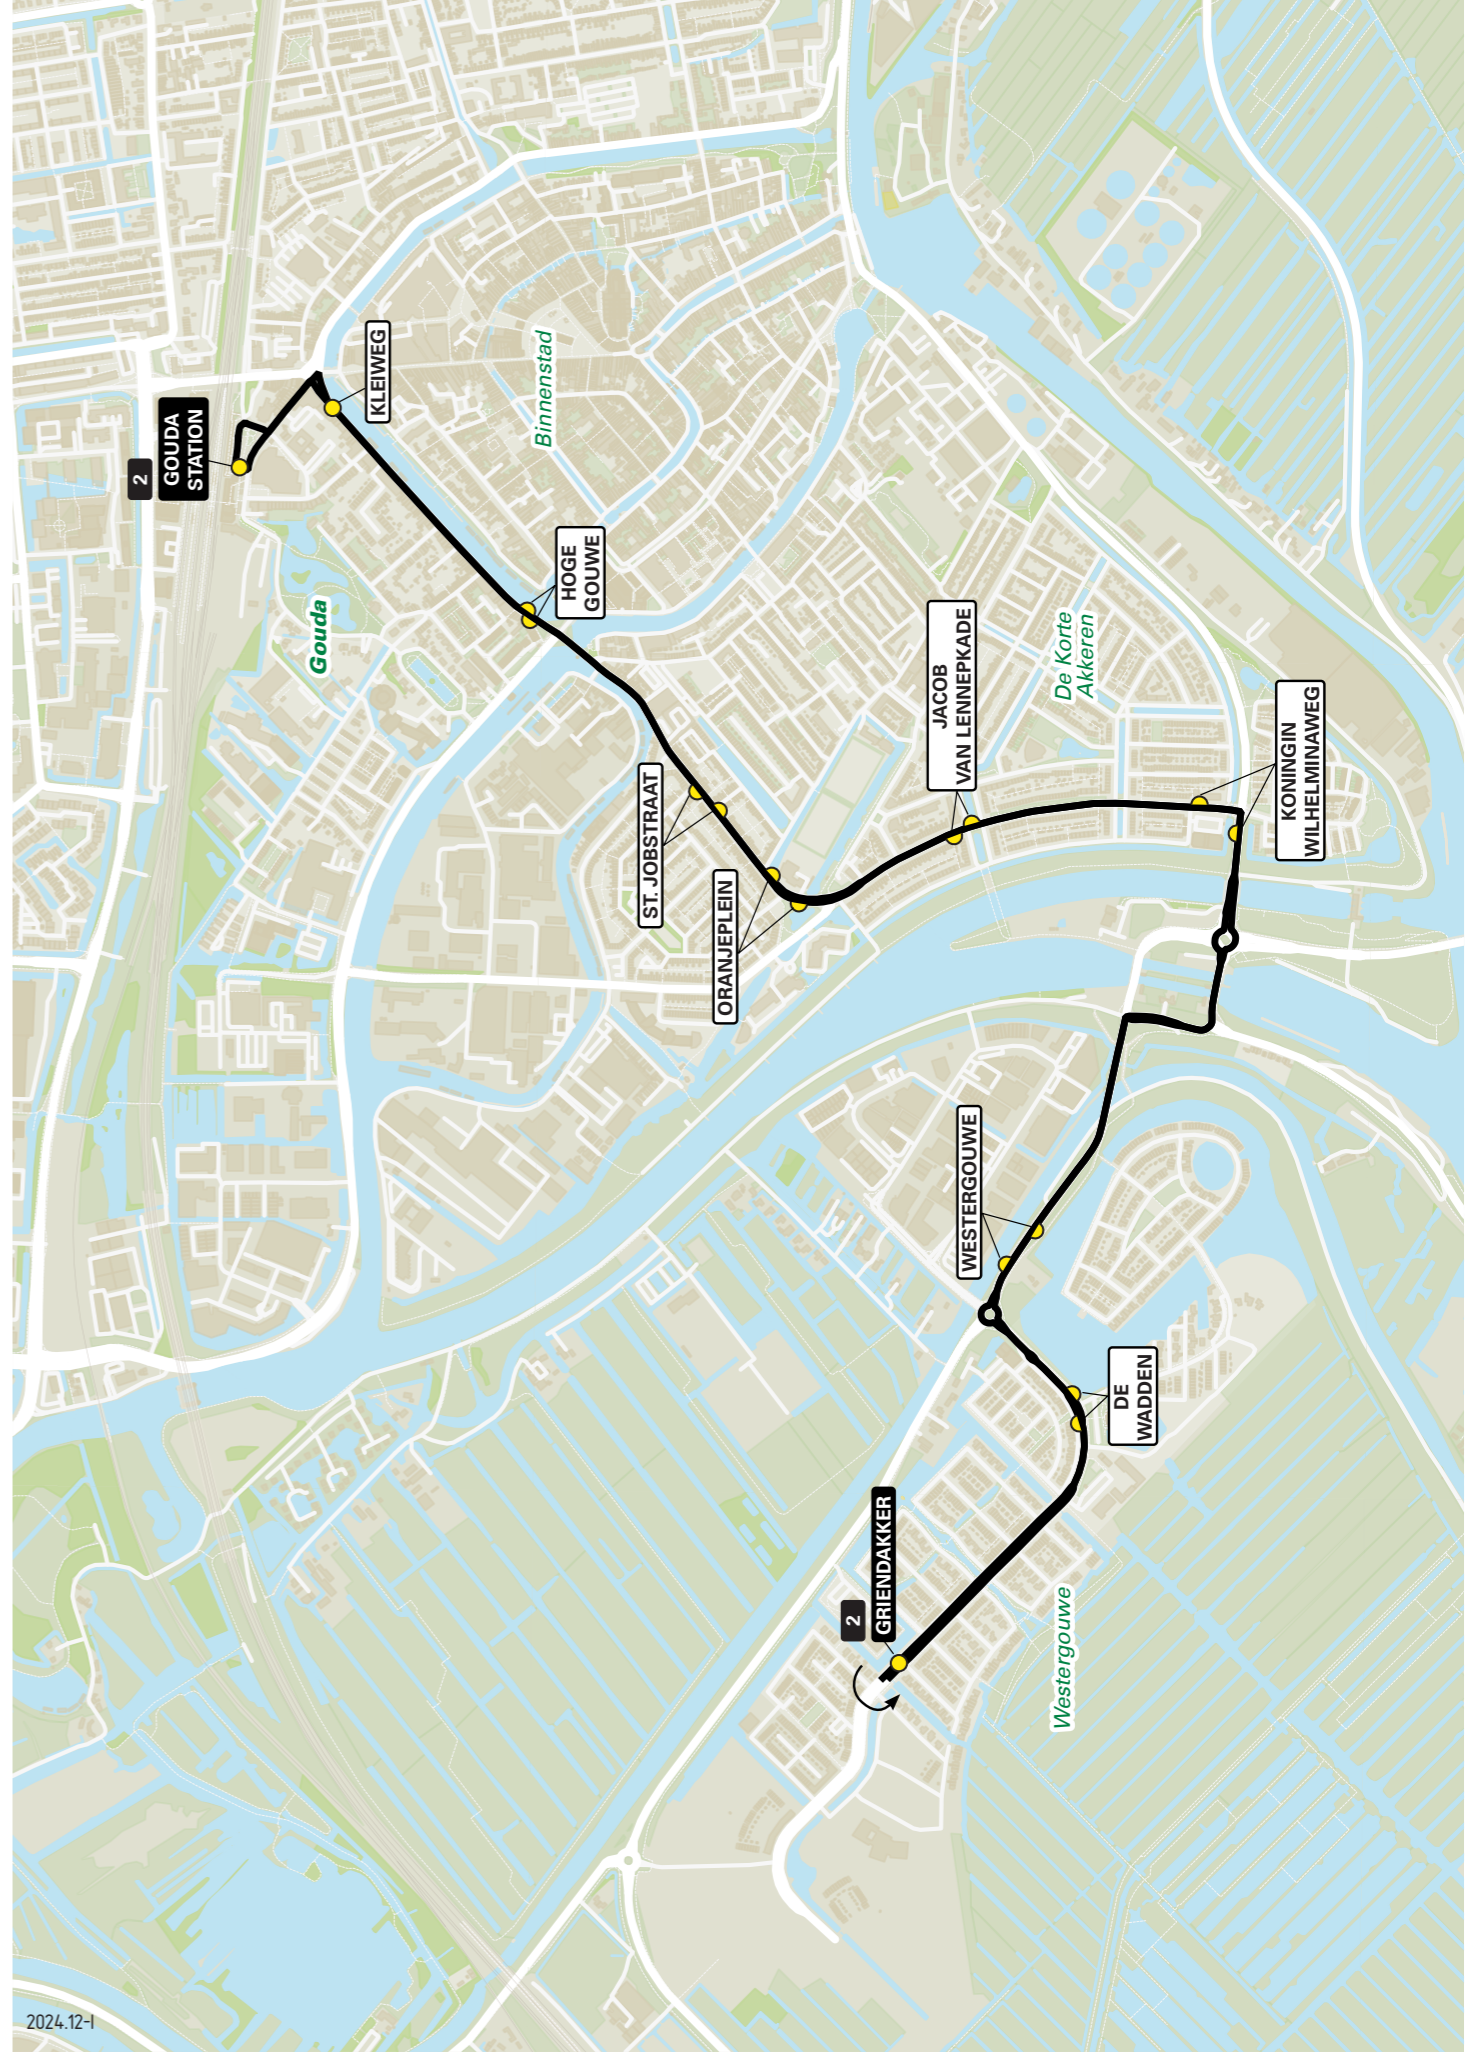 2
GOUDA
STATION
KLEIWEG
Binnenstad
HOGE
GOUWE
Gouda
ST. JOBSTRAAT
ORANJEPLEIN
JACOB
VAN LENNEPKADE
De Korte
Akkeren
KONINGIN
WILHELMINAWEG
WESTERGOUWE
DE
WADDEN
2
GRIENDAKKER
Westergouwe
2024.12-I